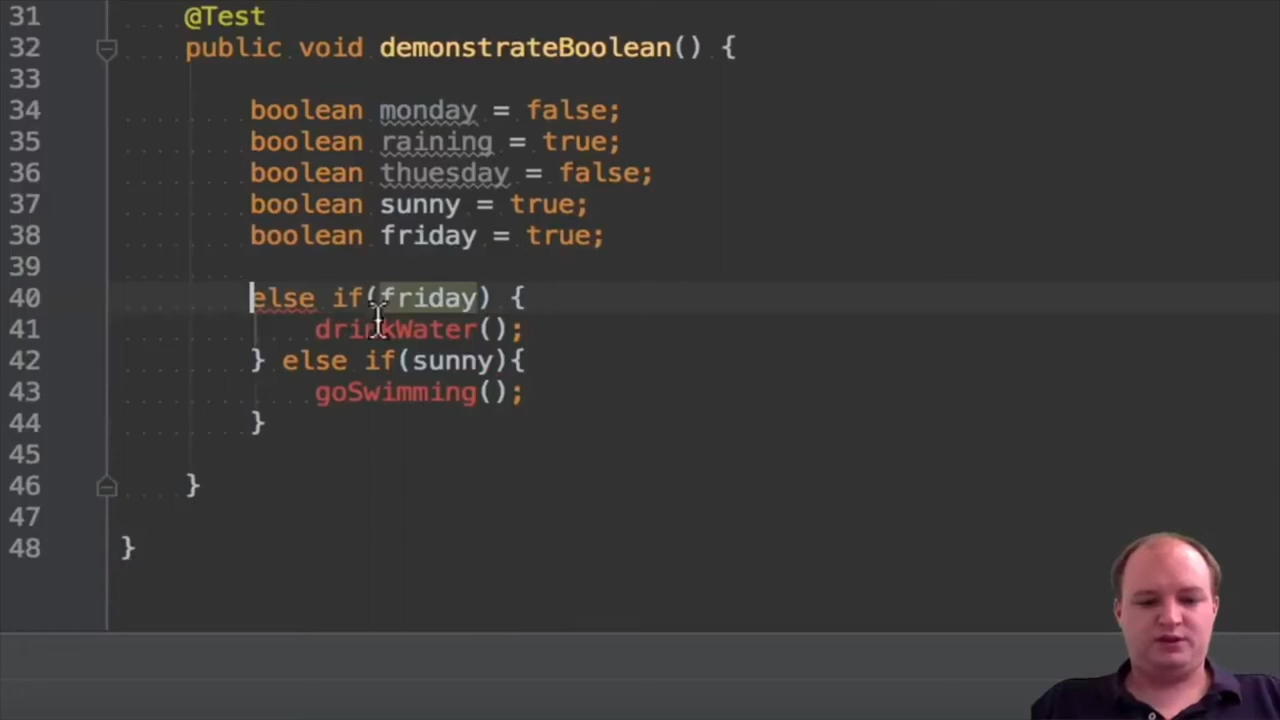 31 @Test
32 public void demonstrateBoolean() {
33
34 boolean monday = false;
35 boolean raining = true;
36 boolean thuesday = false;
37 boolean sunny = true;
38 boolean friday = true;
39
40 else if(friday) {
41 drinkWater();
42 } else if(sunny){
43 goSwimming();
44 }
45
46 }
47
48 }